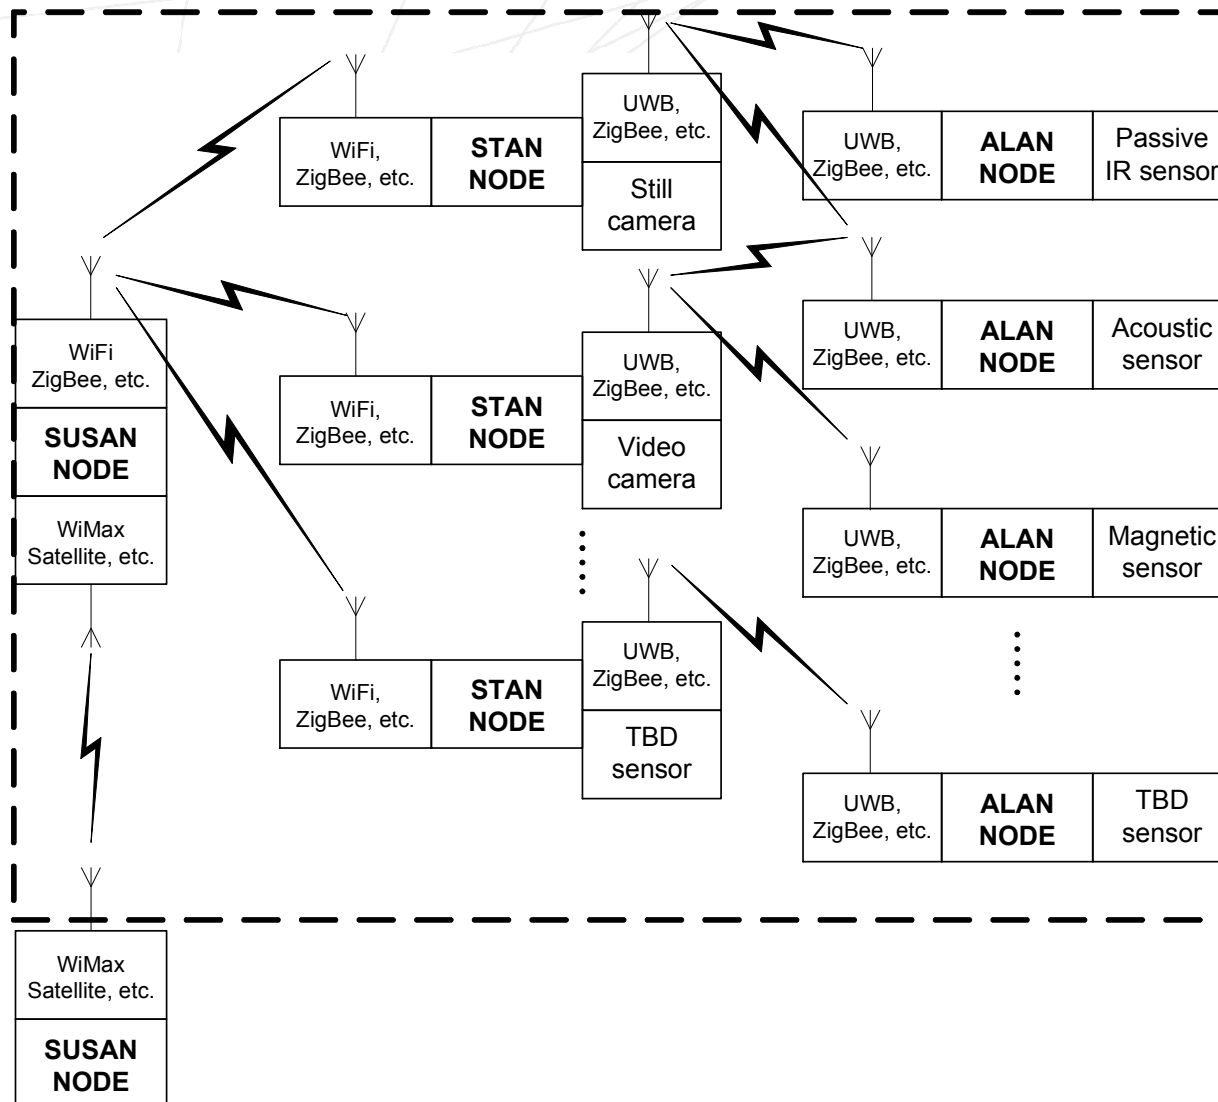 UWB,
ZigBee, etc.
Still
camera
WiFi,
ZigBee, etc.
STAN
NODE
UWB,
ZigBee, etc.
ALAN
NODE
Passive
IR sensor
WiFi
ZigBee, etc.
SUSAN
NODE
WiMax
Satellite, etc.
WiFi,
ZigBee, etc.
STAN
NODE
UWB,
ZigBee, etc.
Video
camera
UWB,
ZigBee, etc.
ALAN
NODE
Acoustic
sensor
UWB,
ZigBee, etc.
ALAN
NODE
Magnetic
sensor
WiFi,
ZigBee, etc.
STAN
NODE
UWB,
ZigBee, etc.
TBD
sensor
UWB,
ZigBee, etc.
ALAN
NODE
TBD
sensor
WiMax
Satellite, etc.
SUSAN
NODE